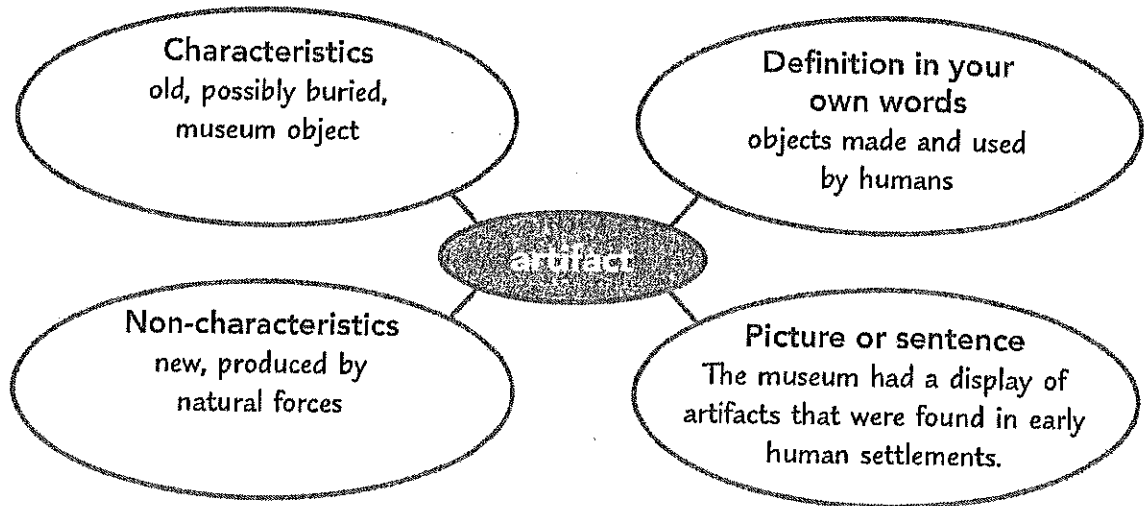 Characteristics
old, possibly buried,
museum object
Definition in your
own words
objects made and used
by humans
artifact
Non-characteristics
new, produced by
natural forces
Picture or sentence
The museum had a display of
artifacts that were found in early
human settlements.